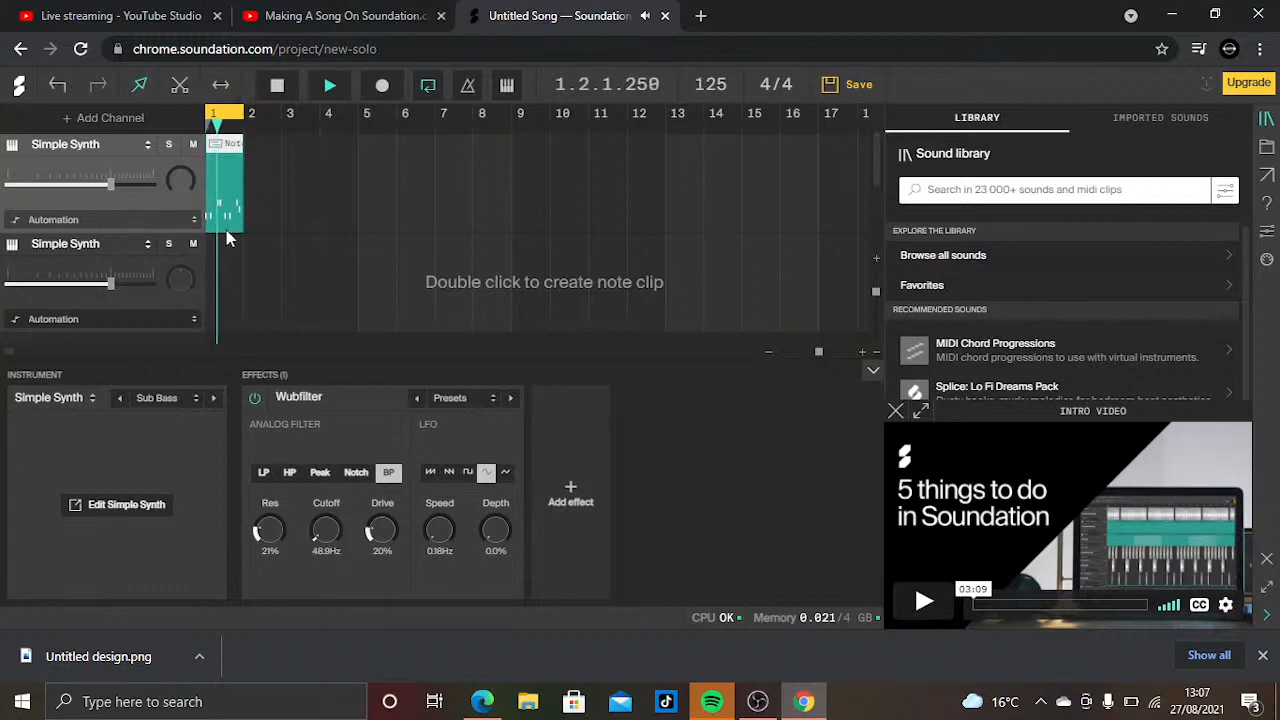 Live streaming - YouTube Studio
Making A Song On Soundation.c
Untitled Song — Soundation
chrome.soundation.com/project/new-solo
1.2.1.250
125
4/4
Save
Upgrade
+ Add Channel
1 2 3 4 5 6 7 8 9 10 11 12 13 14 15 16 17 1
LIBRARY
IMPORTED SOUNDS
Simple Synth
S M
Note
Automation
Simple Synth
S M
Automation
Double click to create note clip
Sound library
Search in 23 000+ sounds and midi clips
EXPLORE THE LIBRARY
Browse all sounds
Favorites
RECOMMENDED SOUNDS
MIDI Chord Progressions
MIDI chord progressions to use with virtual instruments.
Splice: Lo Fi Dreams Pack
INTRO VIDEO
INSTRUMENT
EFFECTS (1)
Simple Synth
Sub Bass
Wubfilter
Presets
ANALOG FILTER
LFO
LP HP Peak Notch BP
Res Cutoff Drive Speed Depth
21% 48.9Hz 20% 0.18Hz 0.0%
Edit Simple Synth
+
Add effect
5 things to do
in Soundation
03:09
CC
CPU OK
Memory 0.021/4 GB
Untitled design.png
Show all
Type here to search
16°C
13:07
27/08/2021
3